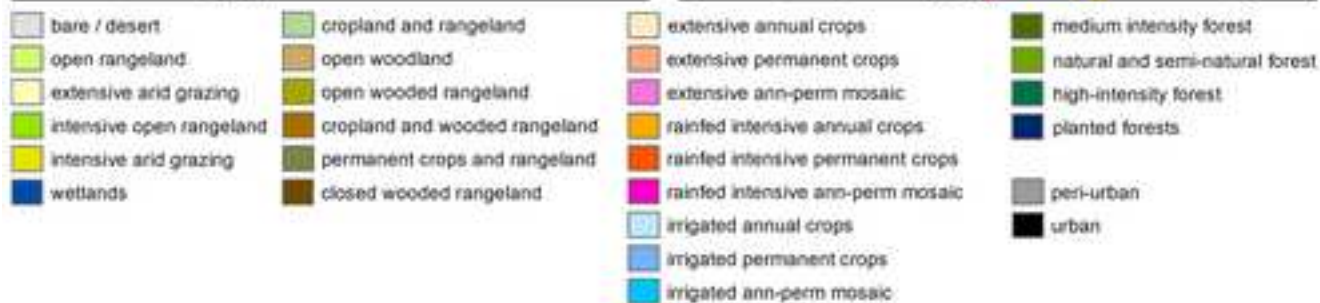 bare / desert
open rangeland
extensive arid grazing
intensive open rangeland
intensive arid grazing
wetlands
cropland and rangeland
open woodland
open wooded rangeland
cropland and wooded rangeland
permanent crops and rangeland
closed wooded rangeland
extensive annual crops
extensive permanent crops
extensive ann-perm mosaic
rainfed intensive annual crops
rainfed intensive permanent crops
rainfed intensive ann-perm mosaic
irrigated annual crops
irrigated permanent crops
irrigated ann-perm mosaic
medium intensity forest
natural and semi-natural forest
high-intensity forest
planted forests
peri-urban
urban